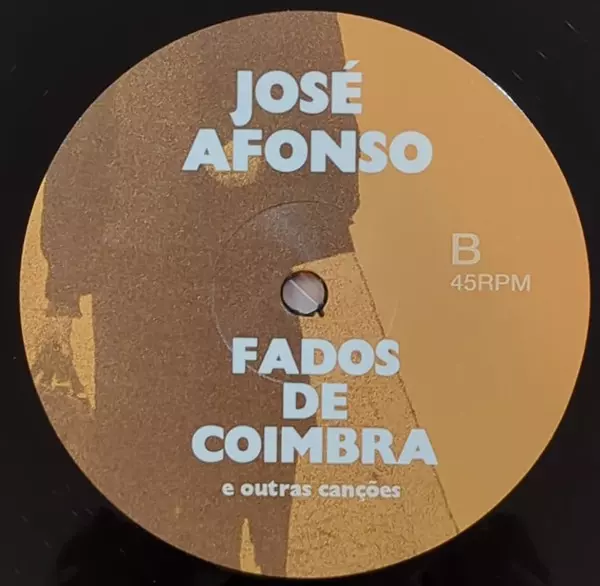 JOSÉ
AFONSO
B
45RPM
FADOS
DE
COIMBRA
e outras canções